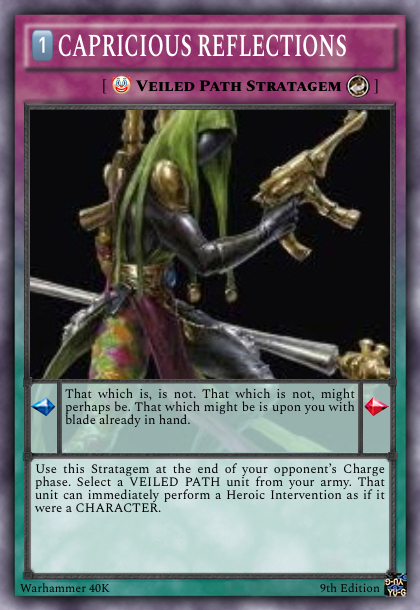 1 CAPRICIOUS REFLECTIONS
[ VEILED PATH STRATAGEM ]
That which is, is not. That which is not, might
perhaps be. That which might be is upon you with
blade already in hand.
Use this Stratagem at the end of your opponent's Charge
phase. Select a VEILED PATH unit from your army. That
unit can immediately perform a Heroic Intervention as if it
were a CHARACTER.
Warhammer 40K 9th Edition